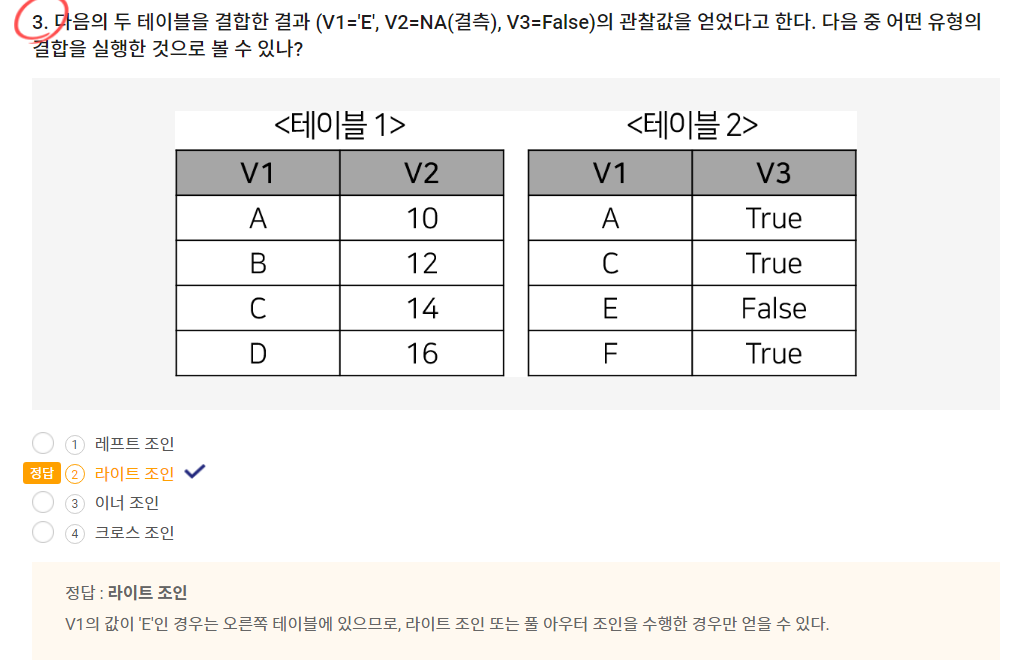 3. 다음의 두 테이블을 결합한 결과 (V1='E', V2=NA(결측), V3=False)의 관찰값을 얻었다고 한다. 다음 중 어떤 유형의
결합을 실행한 것으로 볼 수 있나?
<테이블 1> <테이블 2>
V1 V2 V1 V3
A 10 A True
B 12 C True
C 14 E False
D 16 F True
1 레프트 조인
정답 2 라이트 조인
3 이너 조인
4 크로스 조인
정답 : 라이트 조인
V1의 값이 'E'인 경우는 오른쪽 테이블에 있으므로, 라이트 조인 또는 풀 아우터 조인을 수행한 경우만 얻을 수 있다.